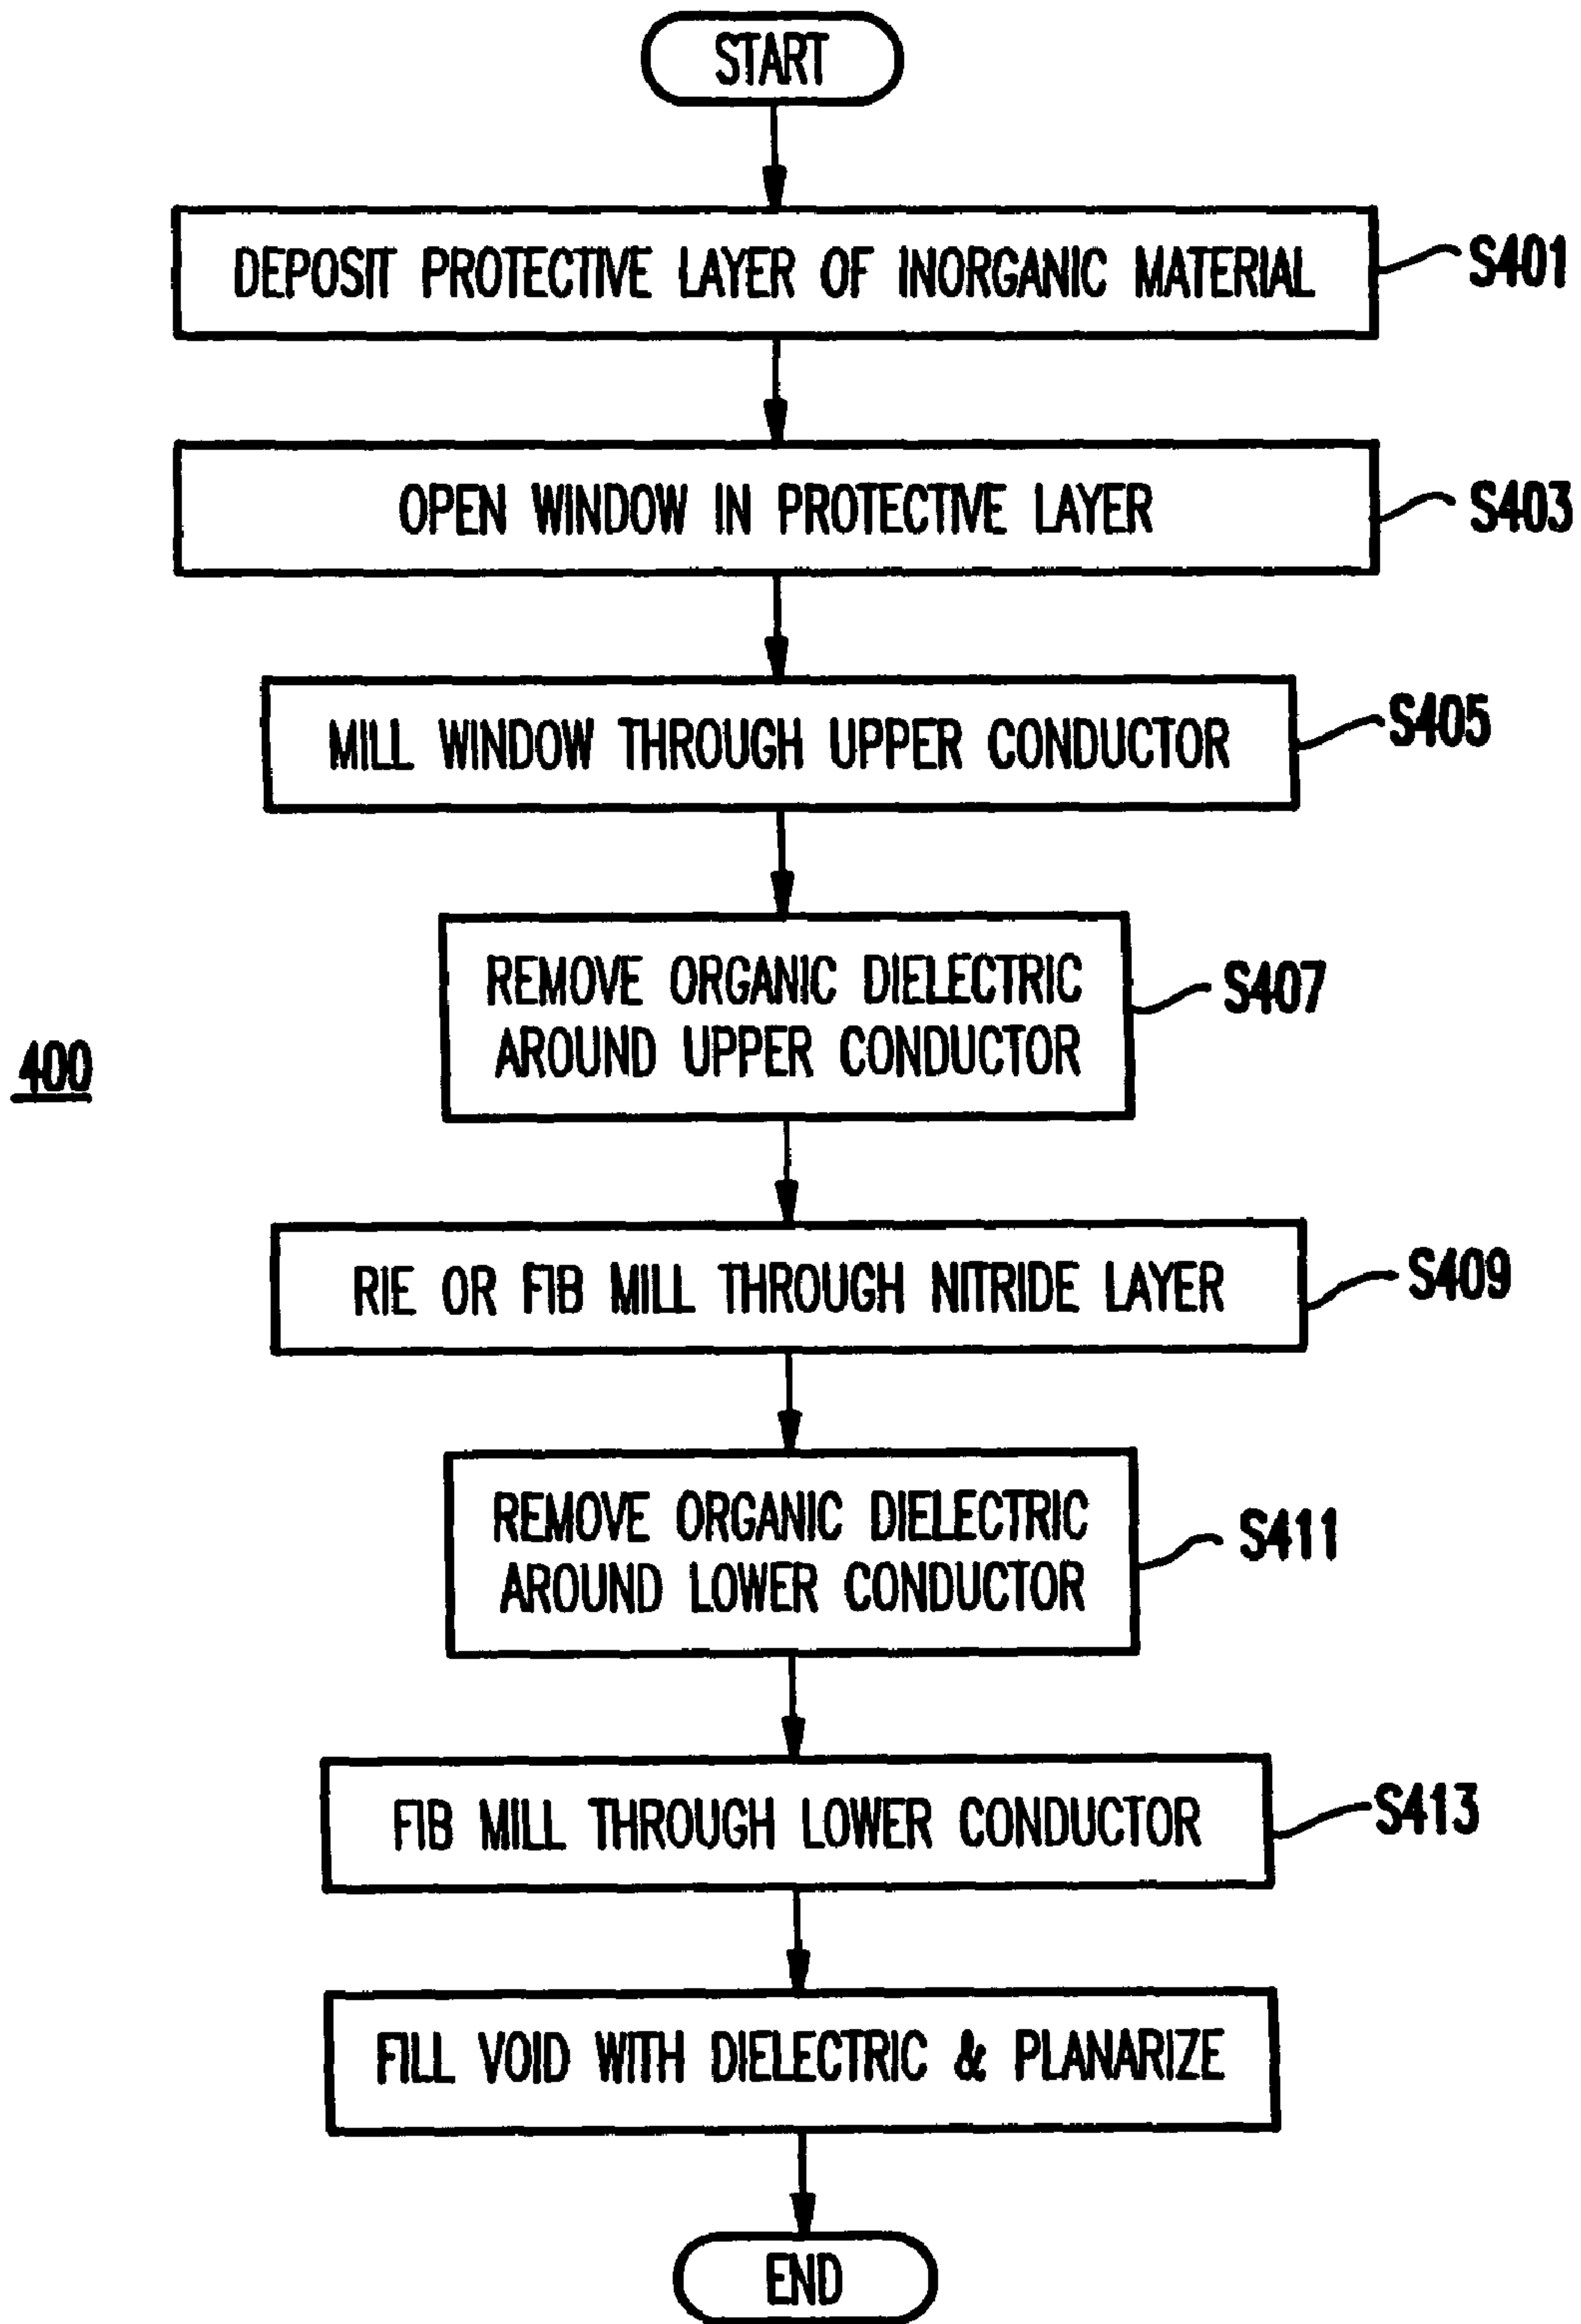 START
DEPOSIT PROTECTIVE LAYER OF INORGANIC MATERIAL
S401
OPEN WINDOW IN PROTECTIVE LAYER
S403
MILL WINDOW THROUGH UPPER CONDUCTOR
S405
REMOVE ORGANIC DIELECTRIC
AROUND UPPER CONDUCTOR
S407
400
RIE OR FIB MILL THROUGH NITRIDE LAYER
S409
REMOVE ORGANIC DIELECTRIC
AROUND LOWER CONDUCTOR
S411
FIB MILL THROUGH LOWER CONDUCTOR
S413
FILL VOID WITH DIELECTRIC & PLANARIZE
END